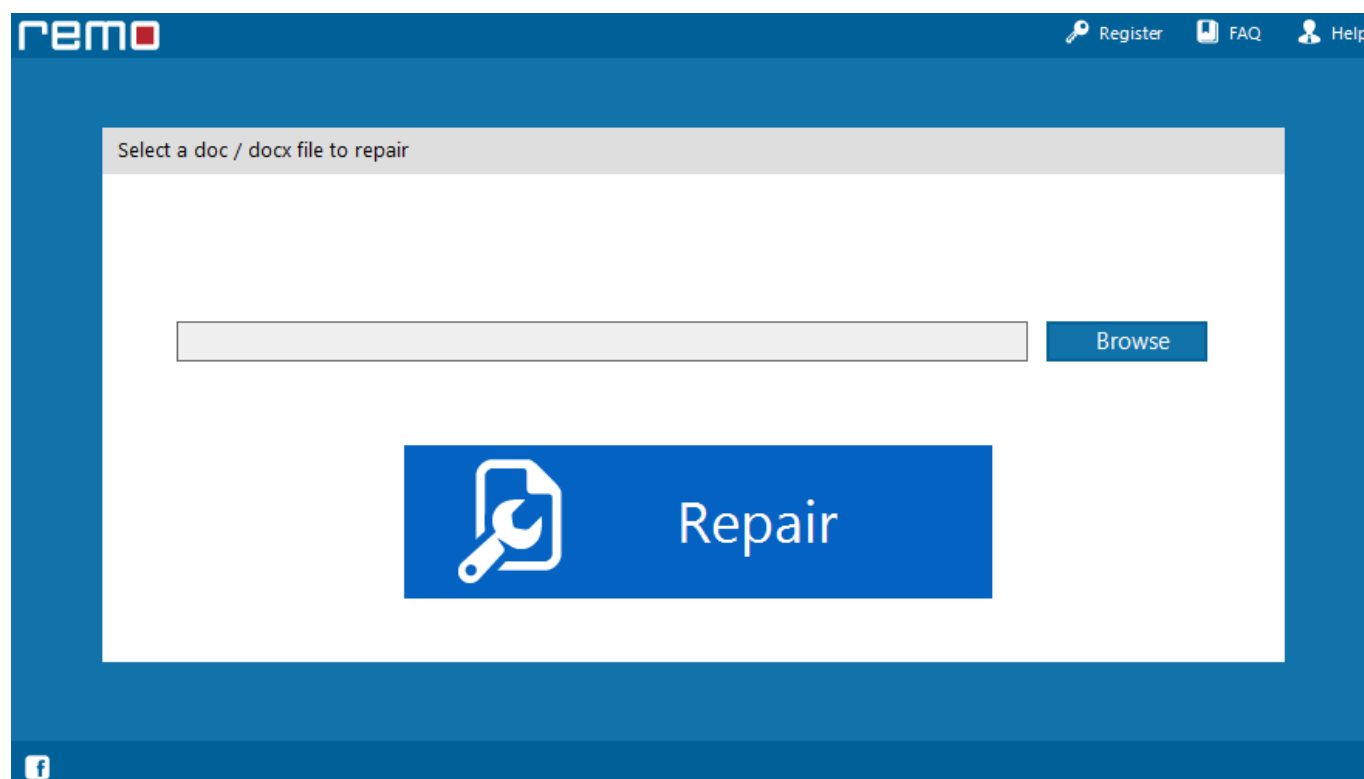 remo
Register FAQ Help
Select a doc / docx file to repair
Browse
Repair
f